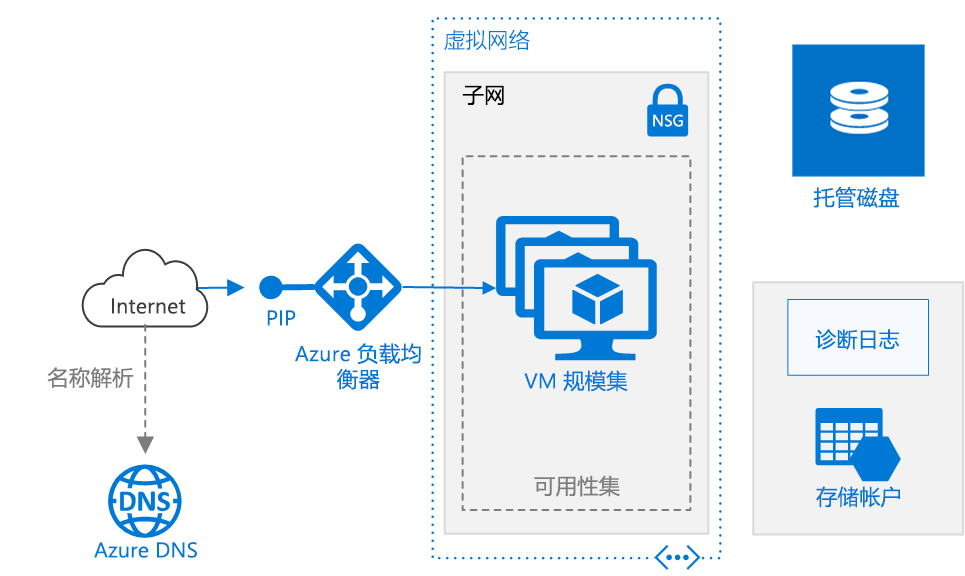 虚拟网络
子网
NSG
托管磁盘
Internet
PIP
Azure 负载均
衡器
VM 规模集
诊断日志
名称解析
可用性集
存储帐户
DNS
Azure DNS